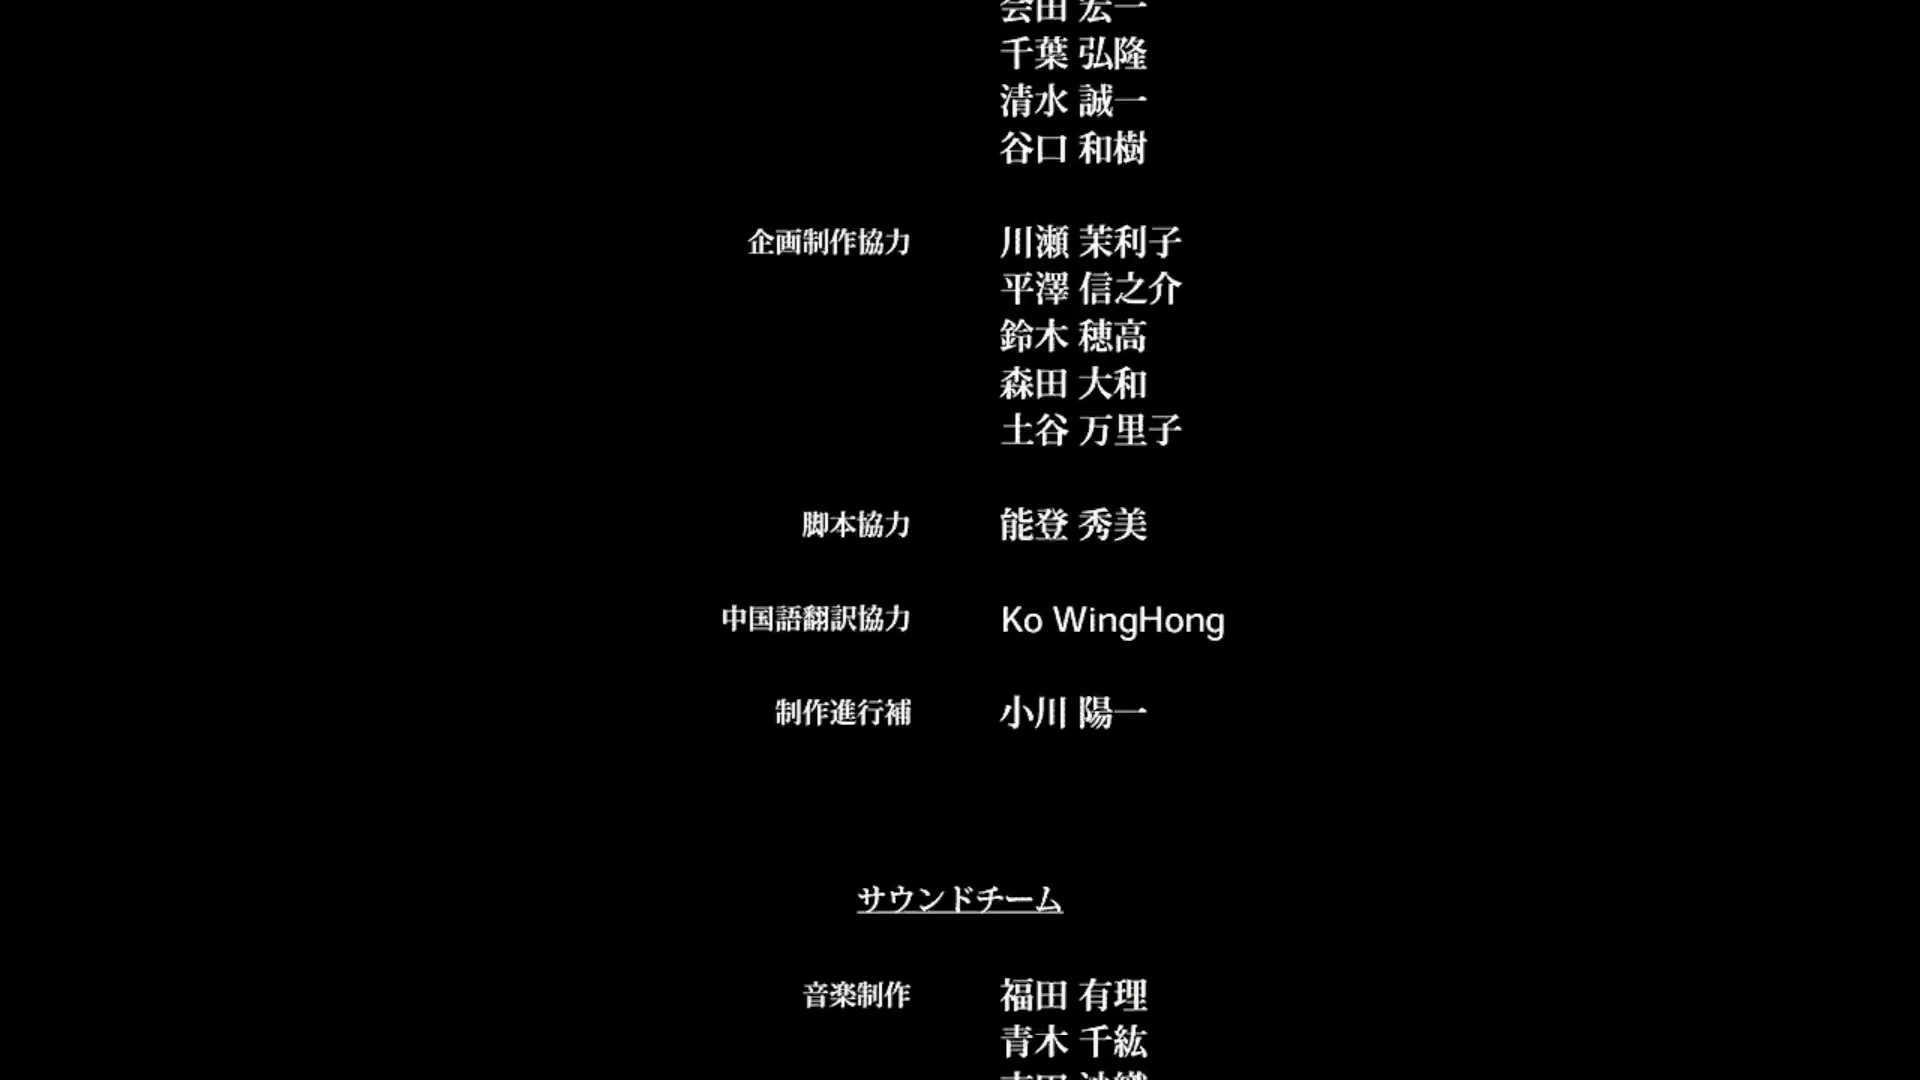 会田 宏一
千葉 弘隆
清水 誠一
谷口 和樹
企画制作協力 川瀬 茉利子
平澤 信之介
鈴木 穂高
森田 大和
土谷 万里子
脚本協力 能登 秀美
中国語翻訳協力 Ko WingHong
制作進行補 小川 陽一
サウンドチーム
音楽制作 福田 有理
青木 千紘